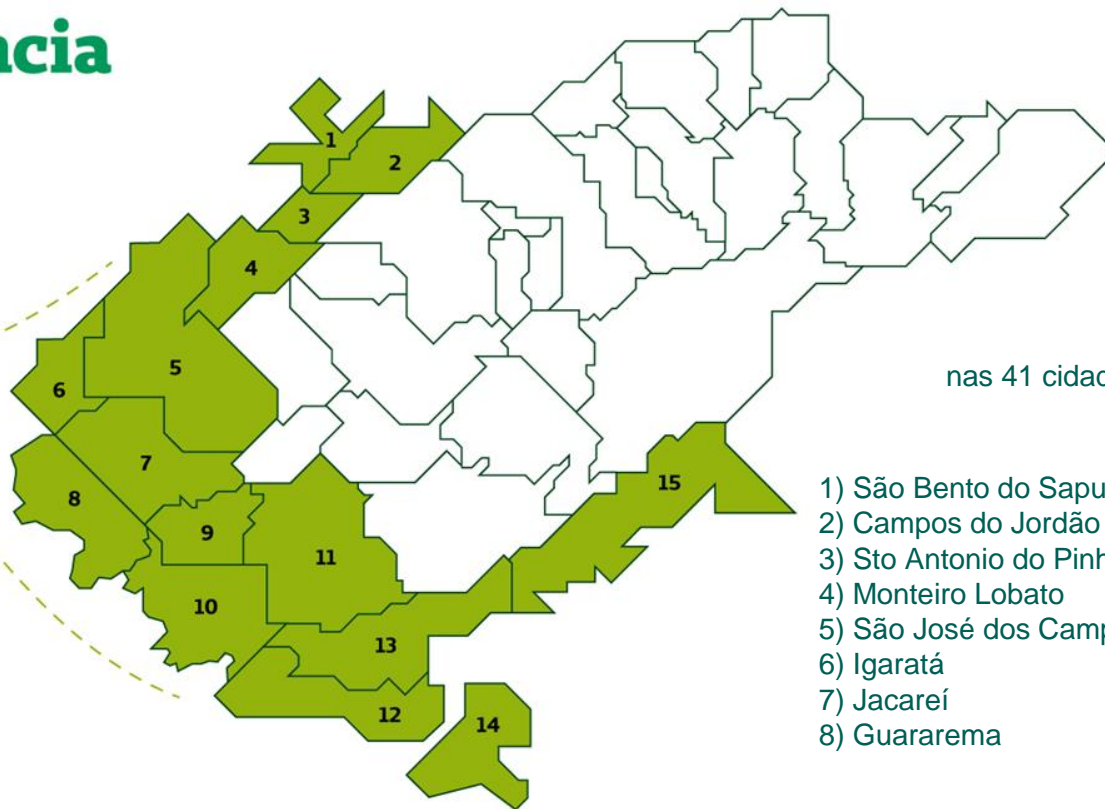 ncia
1
2
3
4
5
6
7
8
9
10
11
12
13
14
15
nas 41 cidad
1) São Bento do Sapu
2) Campos do Jordão
3) Sto Antonio do Pinh
4) Monteiro Lobato
5) São José dos Camp
6) Igaratá
7) Jacareí
8) Guararema